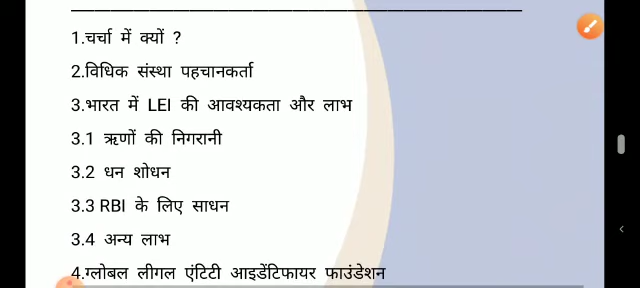 1.चर्चा में क्यों ?
2.विधिक संस्था पहचानकर्ता
3.भारत में LEI की आवश्यकता और लाभ
3.1 ऋणों की निगरानी
3.2 धन शोधन
3.3 RBI के लिए साधन
3.4 अन्य लाभ
4.ग्लोबल लीगल एंटिटी आइडेंटिफायर फाउंडेशन